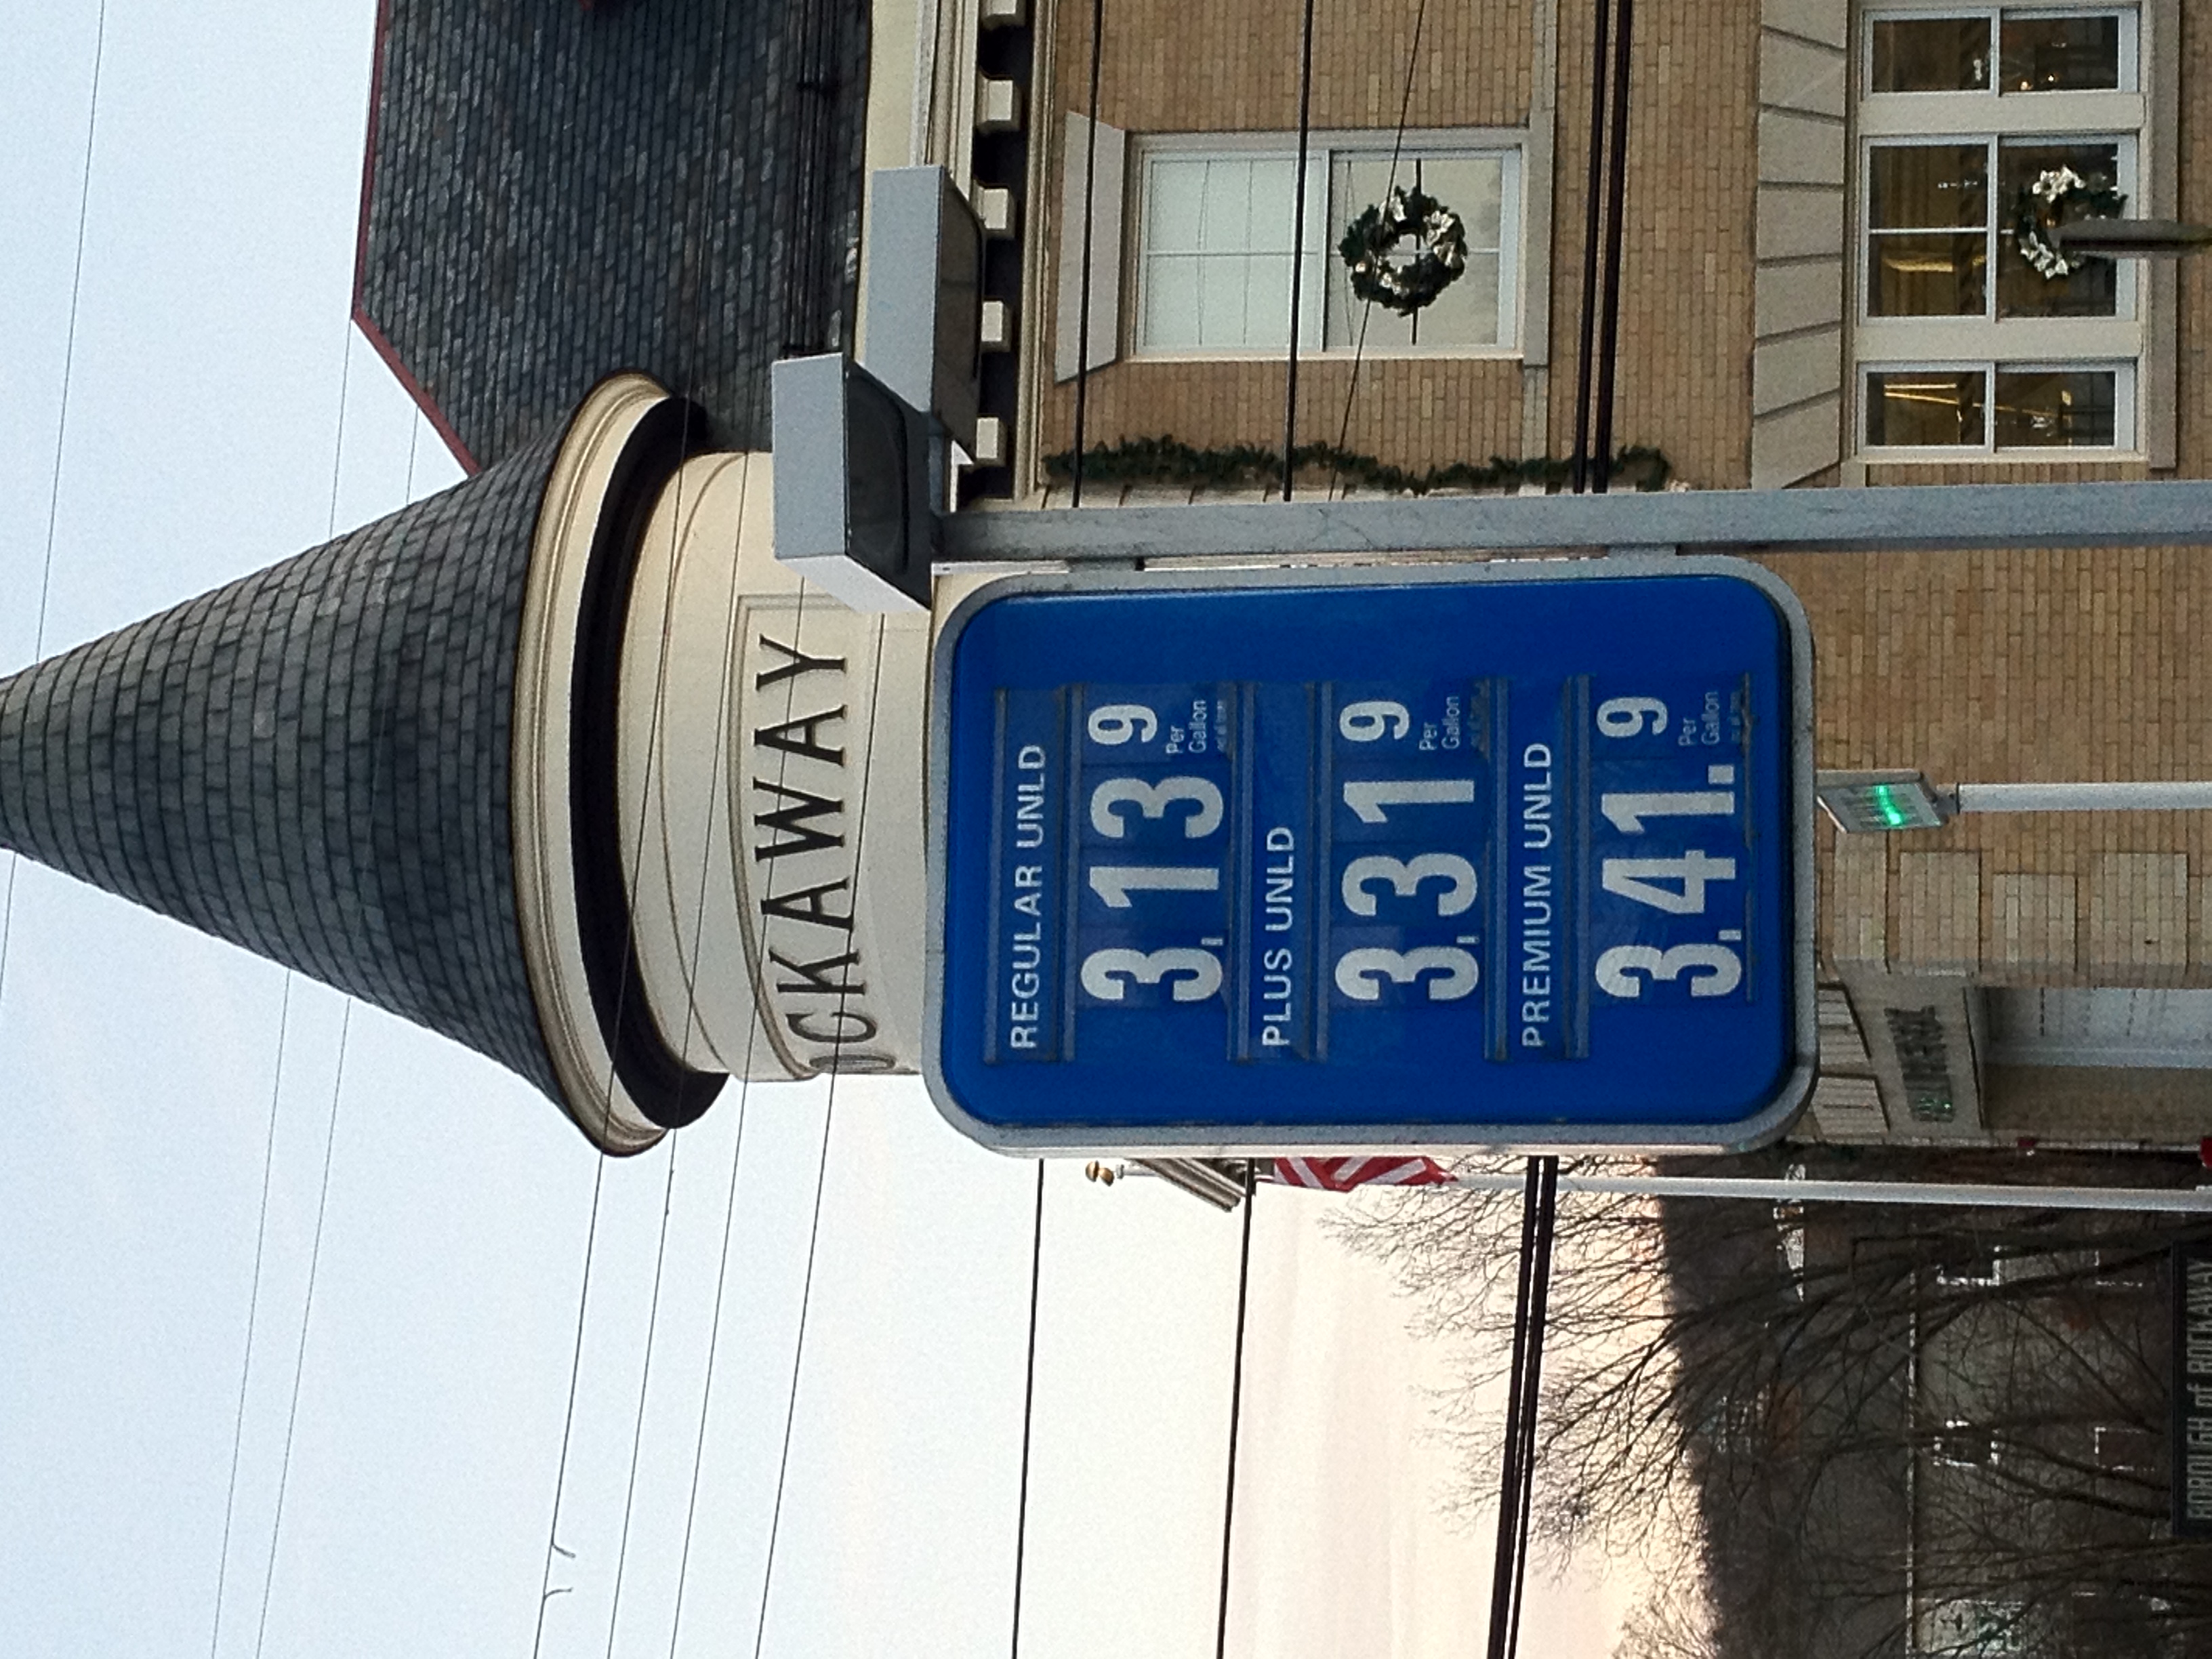 OCKAWAY
REGULAR UNLD
3.13 9
Per
Gallon
PLUS UNLD
3.31 9
Per
Gallon
PREMIUM UNLD
3.41. 9
Per
Gallon
BOROUGH of ROCKAWAY